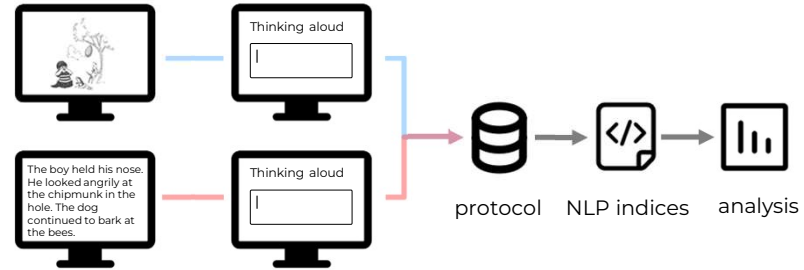 Thinking aloud
The boy held his nose.
He looked angrily at
the chipmunk in the
hole. The dog
continued to bark at
the bees.
Thinking aloud
protocol
NLP indices
analysis